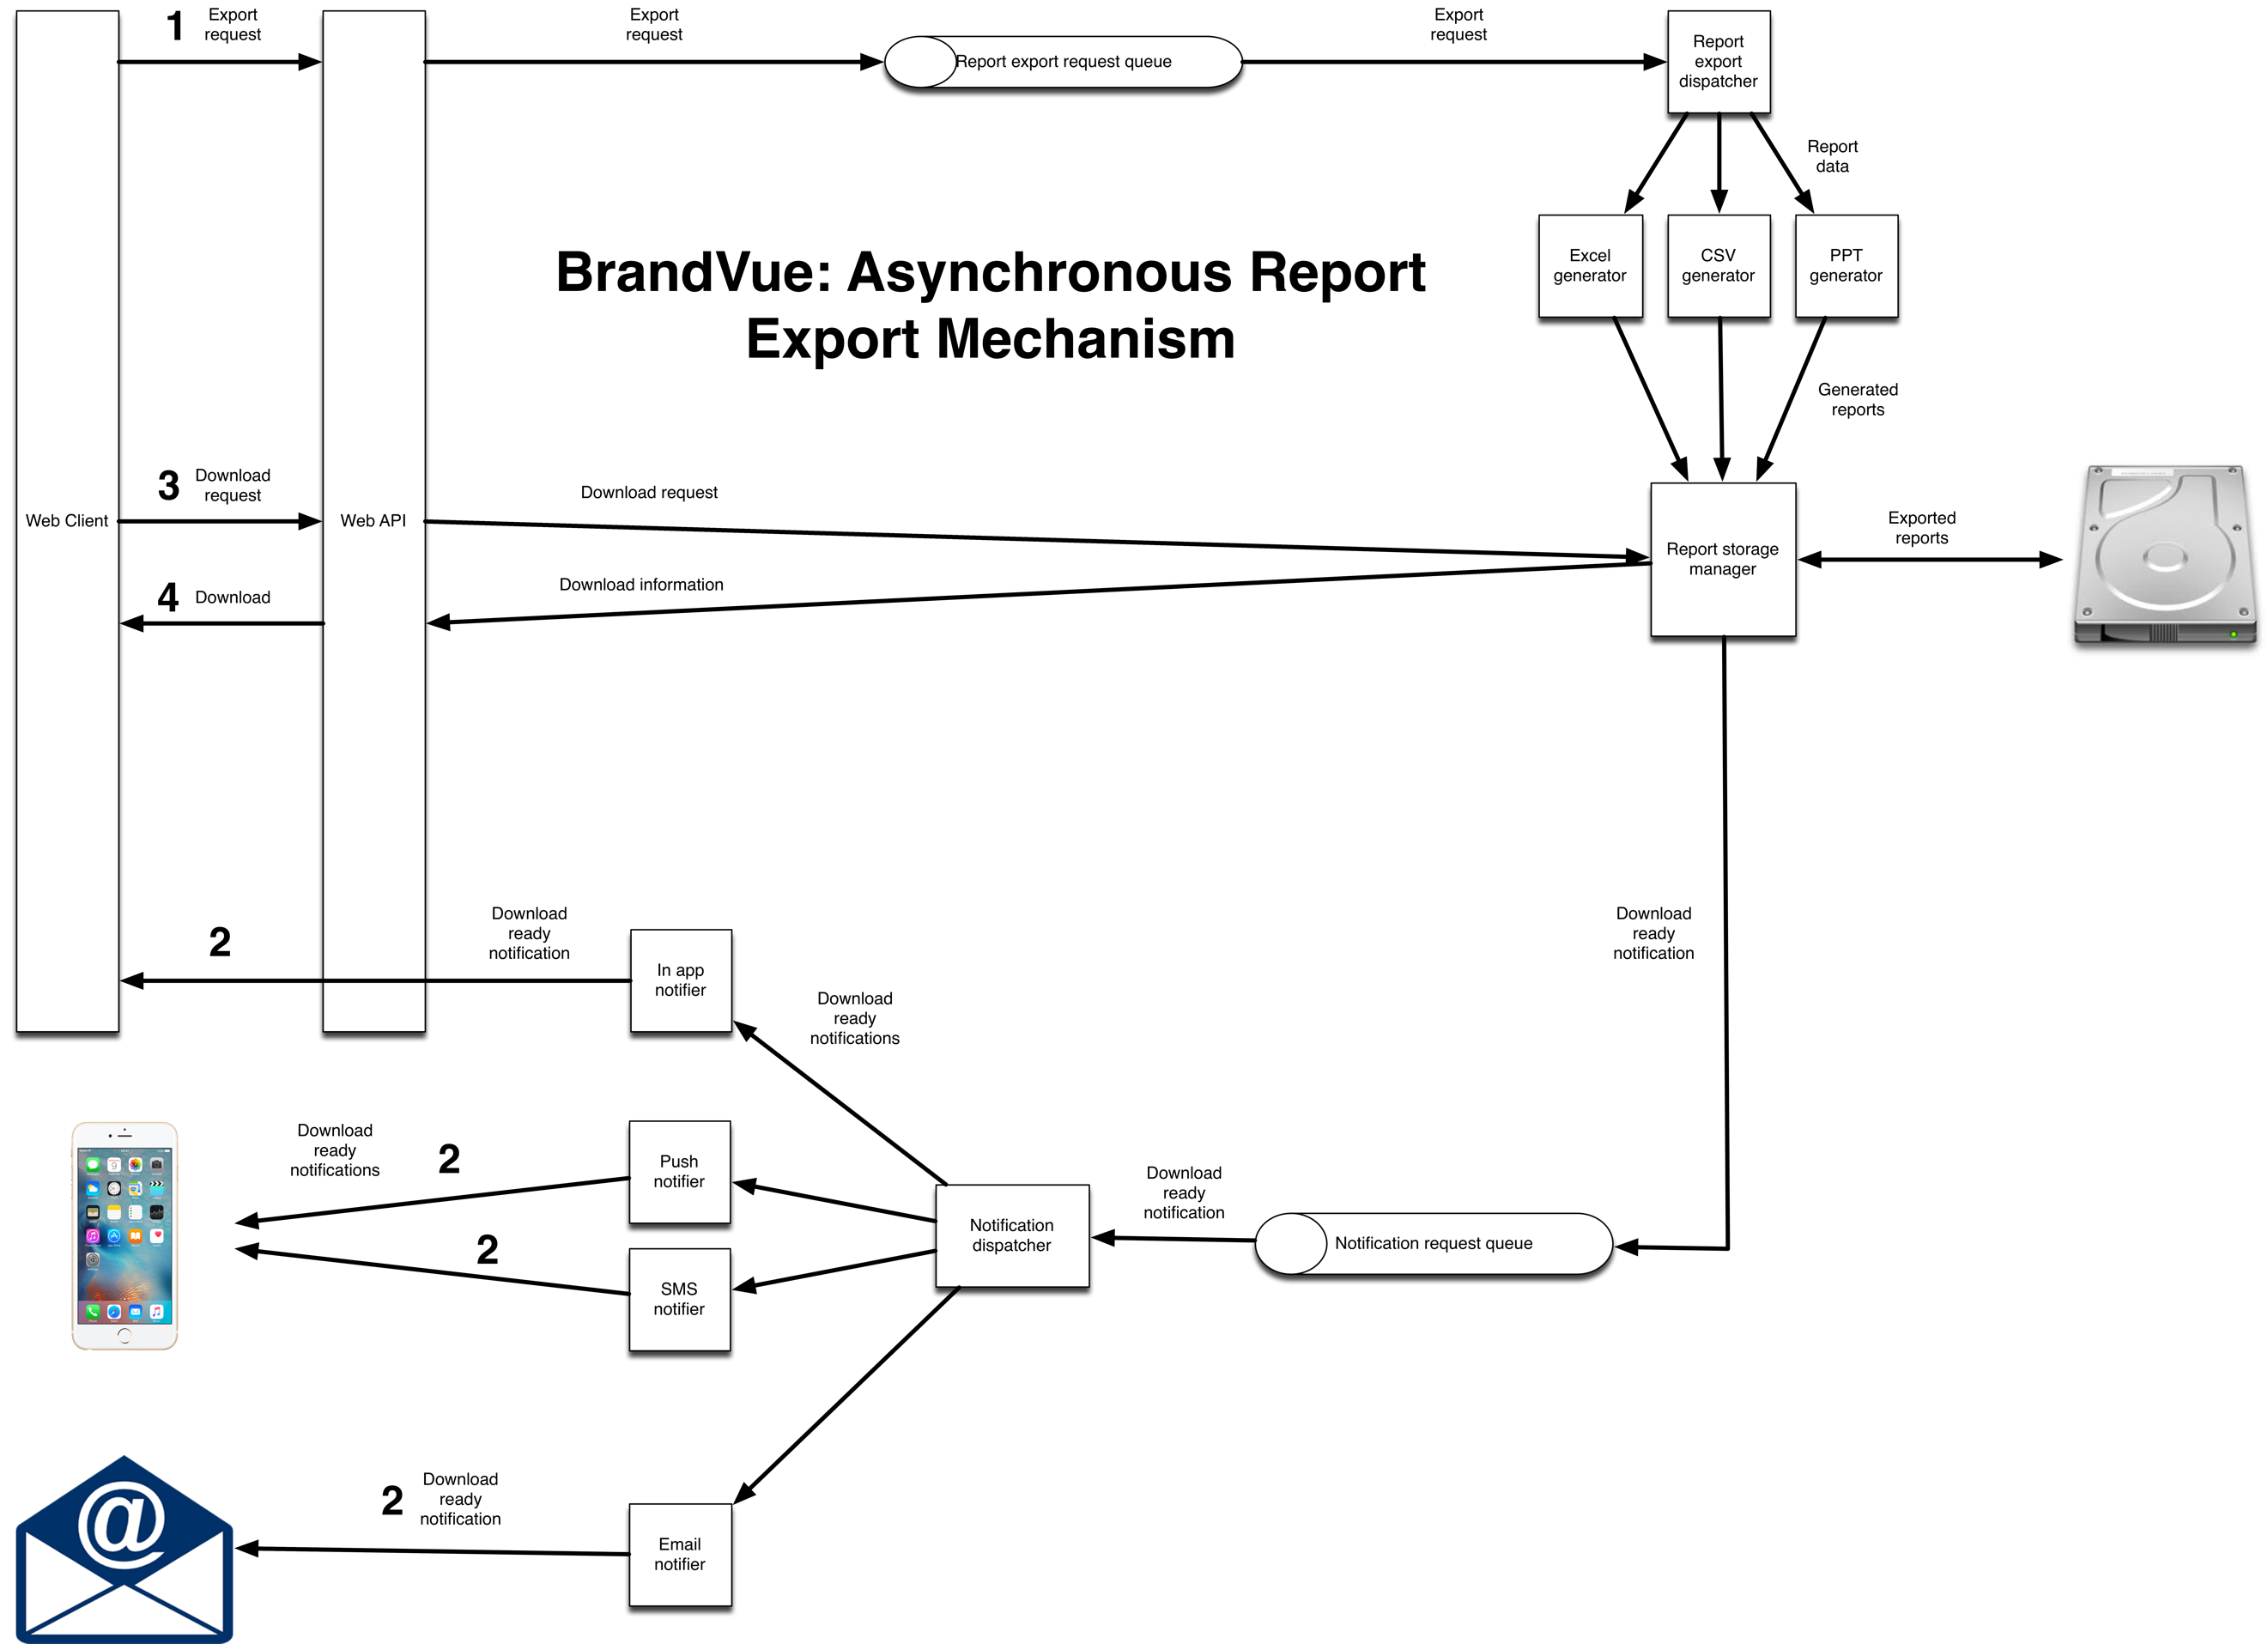 1
Export
request
Export
request
Report export request queue
Export
request
Report
export
dispatcher
Report
data
Excel
generator
CSV
generator
PPT
generator
BrandVue: Asynchronous Report
Export Mechanism
Generated
reports
3
Download
request
Web Client
Web API
Download request
Report storage
manager
Exported
reports
4
Download
Download information
2
Download
ready
notification
In app
notifier
Download
ready
notifications
Download
ready
notification
Download
ready
notifications
2
Push
notifier
2
SMS
notifier
Notification
dispatcher
Download
ready
notification
Notification request queue
@
2
Download
ready
notification
Email
notifier